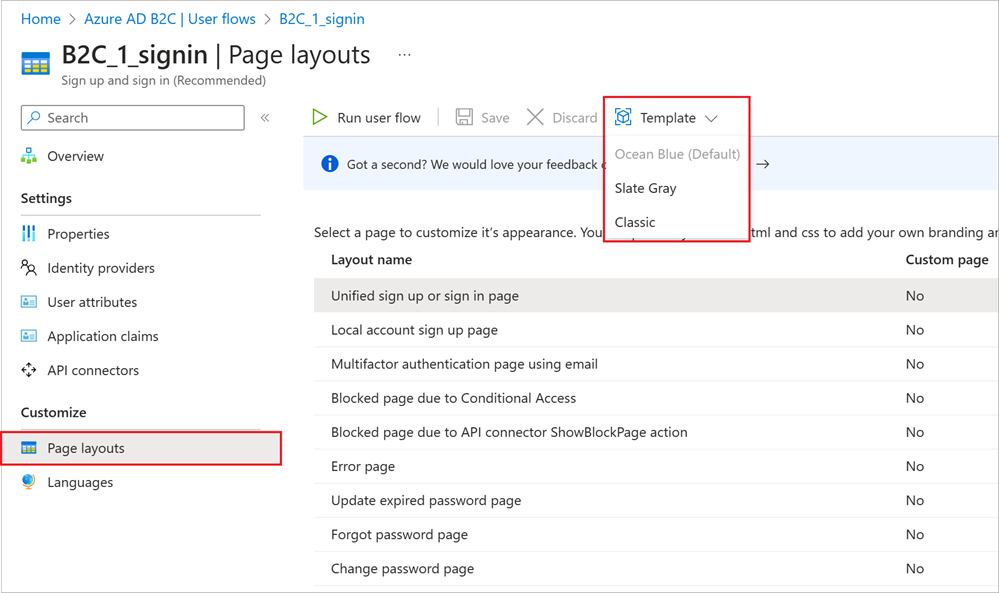 Home > Azure AD B2C | User flows > B2C_1_signin
B2C_1_signin | Page layouts ...
Sign up and sign in (Recommended)
Search
«
Run user flow
Save
Discard
Template
Overview
Got a second? We would love your feedback
Ocean Blue (Default)
Slate Gray
Classic
Settings
Properties
Identity providers
User attributes
Application claims
API connectors
Customize
Page layouts
Languages
Select a page to customize it's appearance. You and css to add your own branding
Layout name Custom page
Unified sign up or sign in page No
Local account sign up page No
Multifactor authentication page using email No
Blocked page due to Conditional Access No
Blocked page due to API connector ShowBlockPage action No
Error page No
Update expired password page No
Forgot password page No
Change password page No